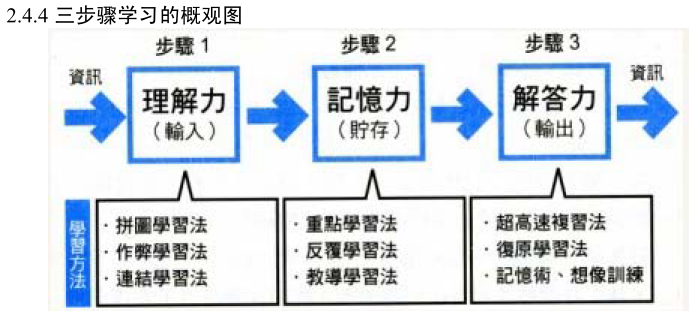 2.4.4 三步骤学习的概观图
步驟 1
步驟 2
步驟 3
資訊
理解力
（輸入）
記憶力
（貯存）
解答力
（輸出）
資訊
學習方法
· 拼圖學習法
· 作弊學習法
· 連結學習法
· 重點學習法
· 反覆學習法
· 教導學習法
· 超高速複習法
· 復原學習法
· 記憶術、想像訓練